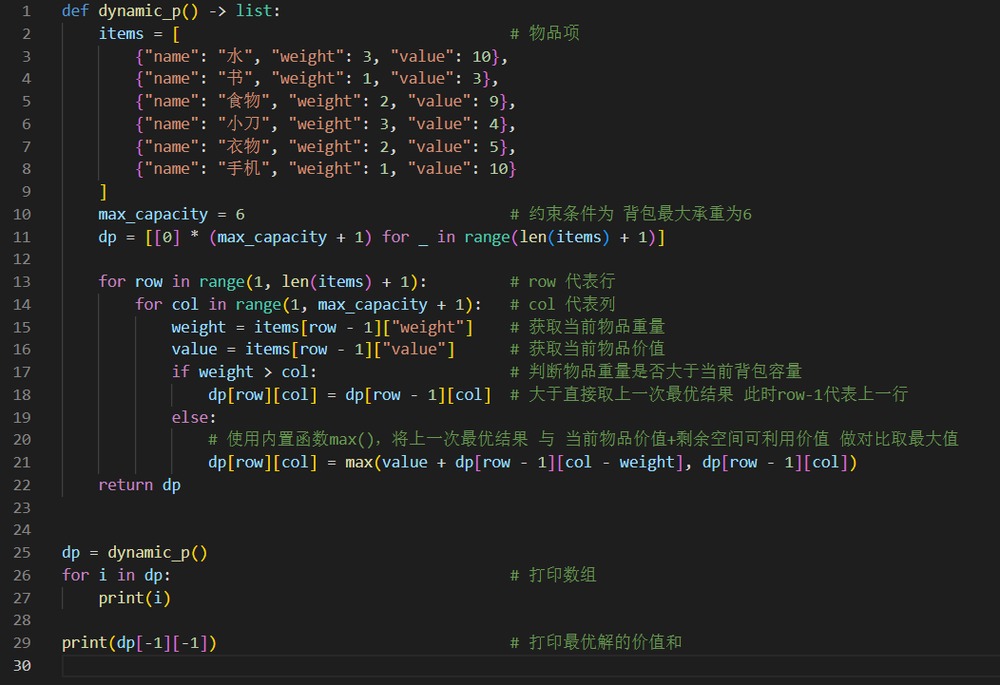 1 def dynamic_p() -> list:
2     items = [                                    # 物品项
3         {"name": "水", "weight": 3, "value": 10},
4         {"name": "书", "weight": 1, "value": 3},
5         {"name": "食物", "weight": 2, "value": 9},
6         {"name": "小刀", "weight": 3, "value": 4},
7         {"name": "衣物", "weight": 2, "value": 5},
8         {"name": "手机", "weight": 1, "value": 10}
9     ]
10     max_capacity = 6                             # 约束条件为 背包最大承重为6
11     dp = [[0] * (max_capacity + 1) for _ in range(len(items) + 1)]
12
13     for row in range(1, len(items) + 1):         # row 代表行
14         for col in range(1, max_capacity + 1):   # col 代表列
15             weight = items[row - 1]["weight"]    # 获取当前物品重量
16             value = items[row - 1]["value"]      # 获取当前物品价值
17             if weight > col:                     # 判断物品重量是否大于当前背包容量
18                 dp[row][col] = dp[row - 1][col]  # 大于直接取上一次最优结果 此时row-1代表上一行
19             else:
20                 # 使用内置函数max(), 将上一次最优结果 与 当前物品价值+剩余空间可利用价值 做对比取最大值
21                 dp[row][col] = max(value + dp[row - 1][col - weight], dp[row - 1][col])
22     return dp
23
24
25 dp = dynamic_p()
26 for i in dp:                                     # 打印数组
27     print(i)
28
29 print(dp[-1][-1])                                # 打印最优解的价值和
30